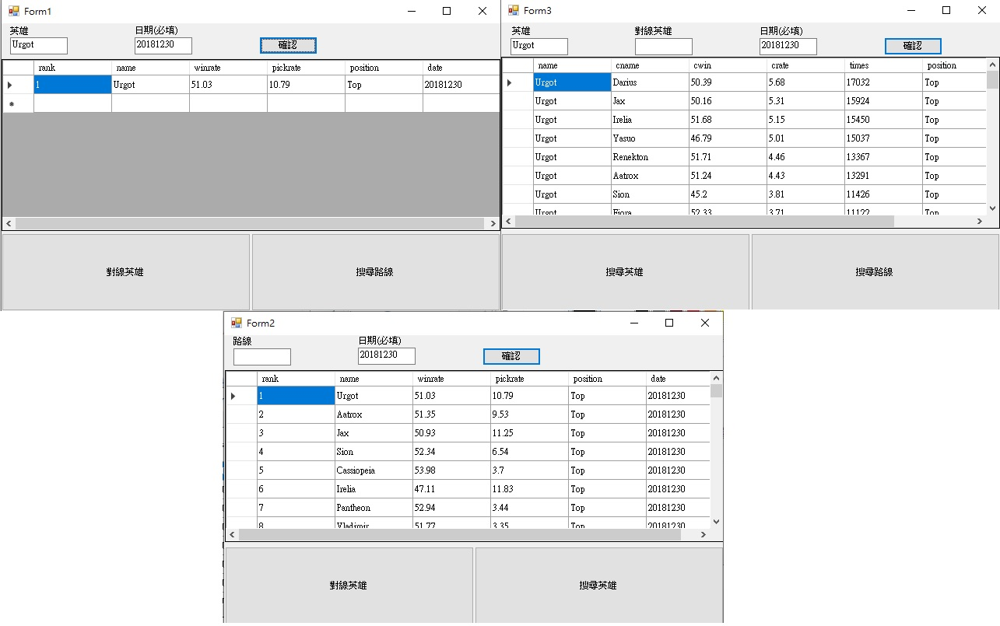 Form1
英雄 日期(必填)
Urgot 20181230 確認
rank name winrate pickrate position date
1 Urgot 51.03 10.79 Top 20181230
對線英雄 搜尋路線
Form3
英雄 對線英雄 日期(必填)
Urgot 20181230 確認
name cname cwin crate times position
Urgot Darius 50.39 5.68 17032 Top
Urgot Jax 50.16 5.31 15924 Top
Urgot Irelia 51.68 5.15 15450 Top
Urgot Yasuo 46.79 5.01 15037 Top
Urgot Renekton 51.71 4.46 13367 Top
Urgot Aatrox 51.24 4.43 13291 Top
Urgot Sion 45.2 3.81 11426 Top
Urgot Fiora 52.33 3.71 11122 Top
搜尋英雄 搜尋路線
Form2
路線 日期(必填)
20181230 確認
rank name winrate pickrate position date
1 Urgot 51.03 10.79 Top 20181230
2 Aatrox 51.35 9.53 Top 20181230
3 Jax 50.93 11.25 Top 20181230
4 Sion 52.34 6.54 Top 20181230
5 Cassiopeia 53.98 3.7 Top 20181230
6 Irelia 47.11 11.83 Top 20181230
7 Pantheon 52.94 3.44 Top 20181230
8 Vladimir 51.77 3.35 Top 20181230
對線英雄 搜尋英雄